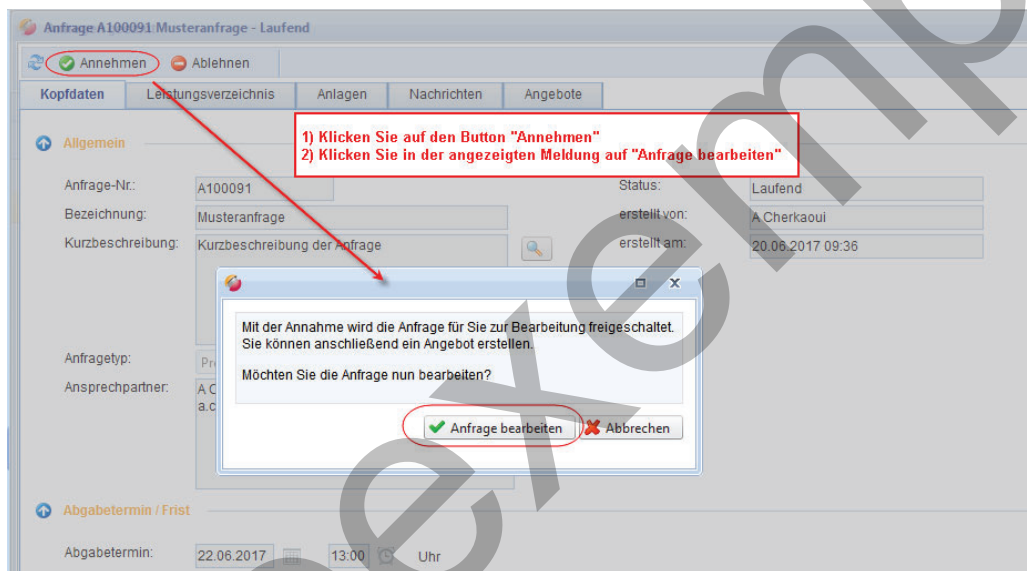 Anfrage A100091 Musteranfrage - Laufend
Annehmen Ablehnen
Kopfdaten Leistungsverzeichnis Anlagen Nachrichten Angebote
1) Klicken Sie auf den Button "Annehmen"
2) Klicken Sie in der angezeigten Meldung auf "Anfrage bearbeiten"
Allgemein
Anfrage-Nr.: A100091 Status: Laufend
Bezeichnung: Musteranfrage erstellt von: A Cherkaoui
Kurzbeschreibung: Kurzbeschreibung der Anfrage erstellt am: 20.06.2017 09:36
Mit der Annahme wird die Anfrage für Sie zur Bearbeitung freigeschaltet.
Sie können anschließend ein Angebot erstellen.
Möchten Sie die Anfrage nun bearbeiten?
Anfrage bearbeiten Abbrechen
Anfragetyp:
Ansprechpartner: A C
a.c
Abgabetermin / Frist
Abgabetermin: 22.06.2017 13:00 Uhr